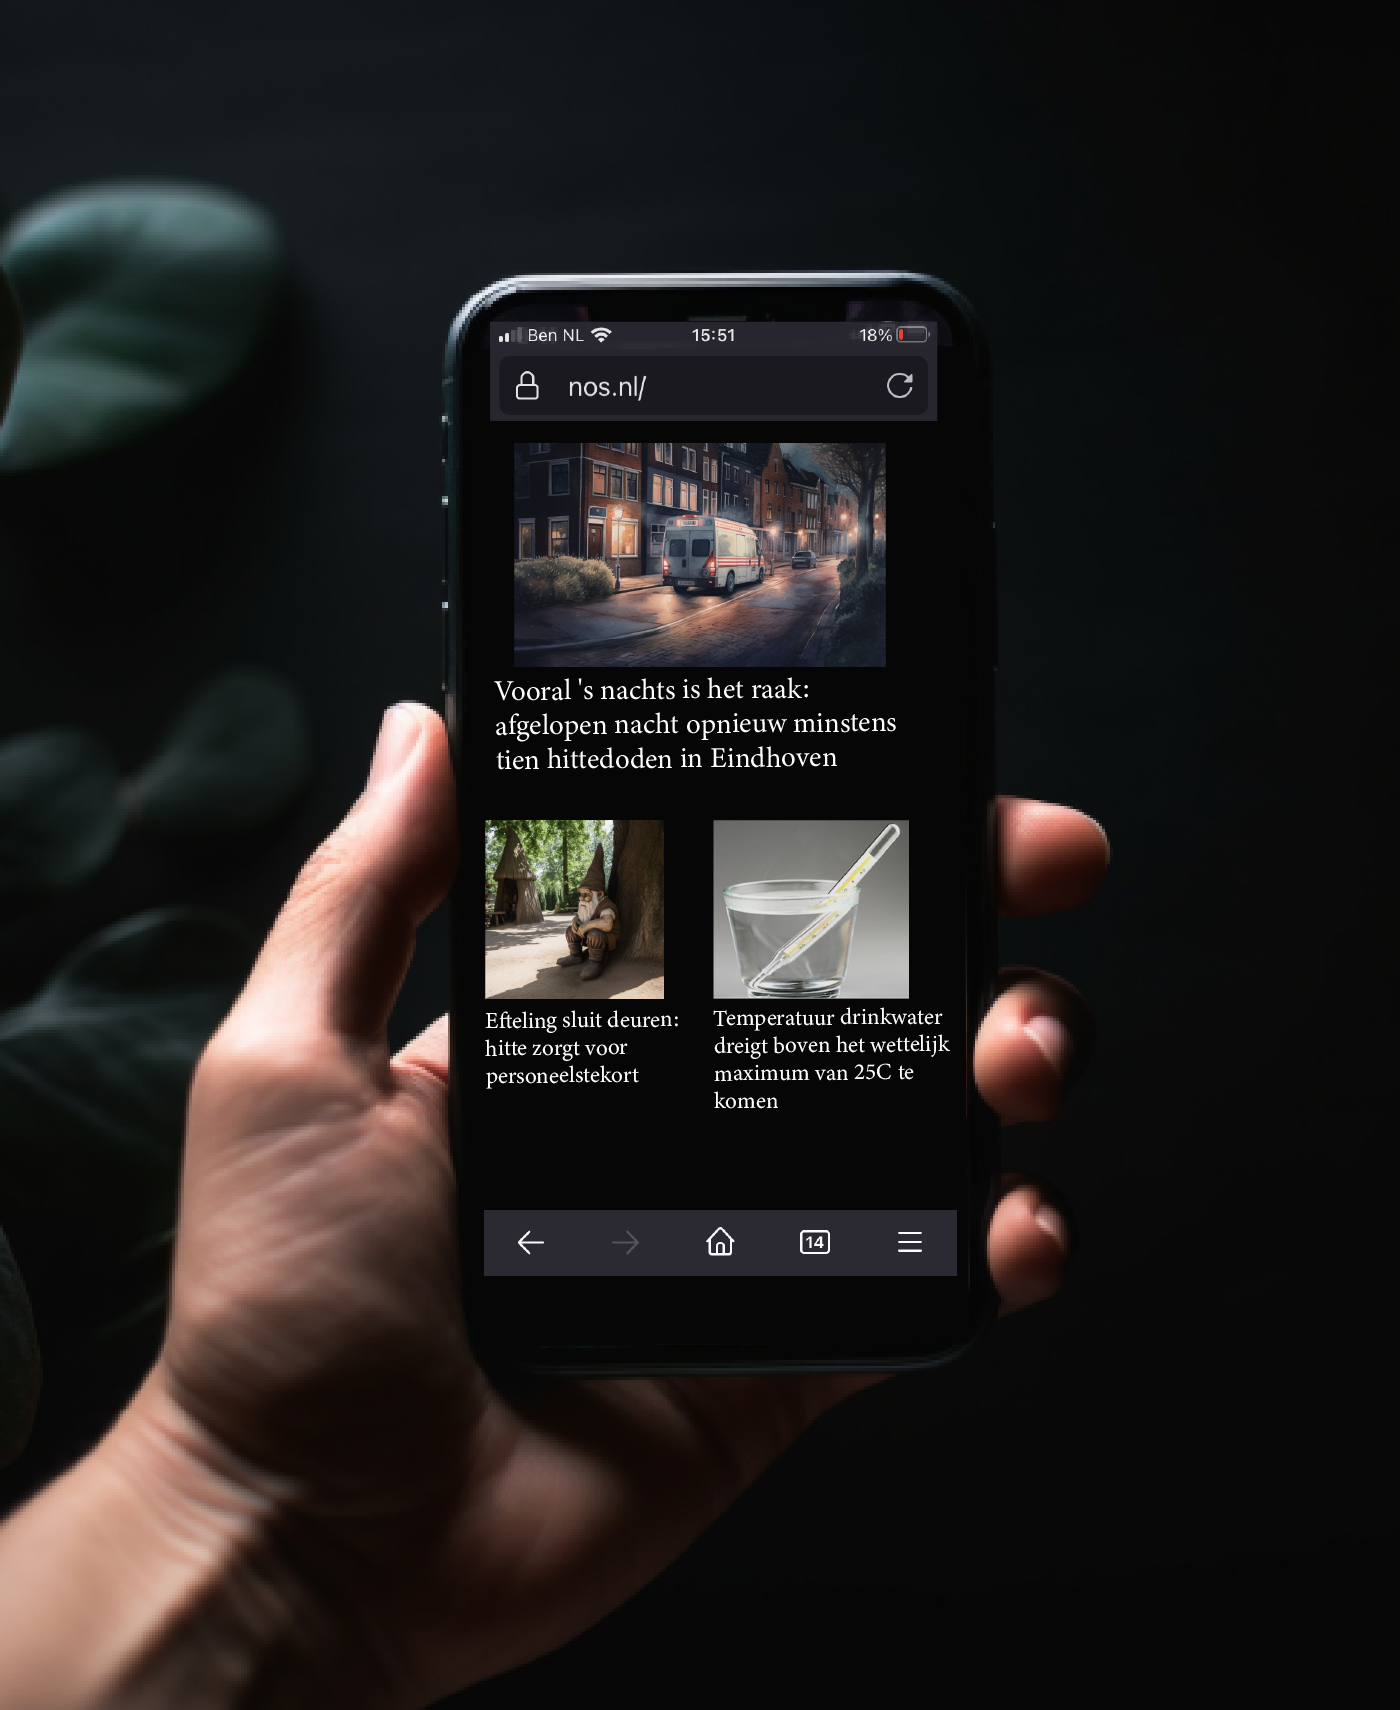 Ben NL 15:51 18%
nos.nl/
Vooral 's nachts is het raak:
afgelopen nacht opnieuw minstens
tien hittedoden in Eindhoven
Efteling sluit deuren:
hitte zorgt voor
personeelstekort
Temperatuur drinkwater
dreigt boven het wettelijk
maximum van 25C te
komen
14